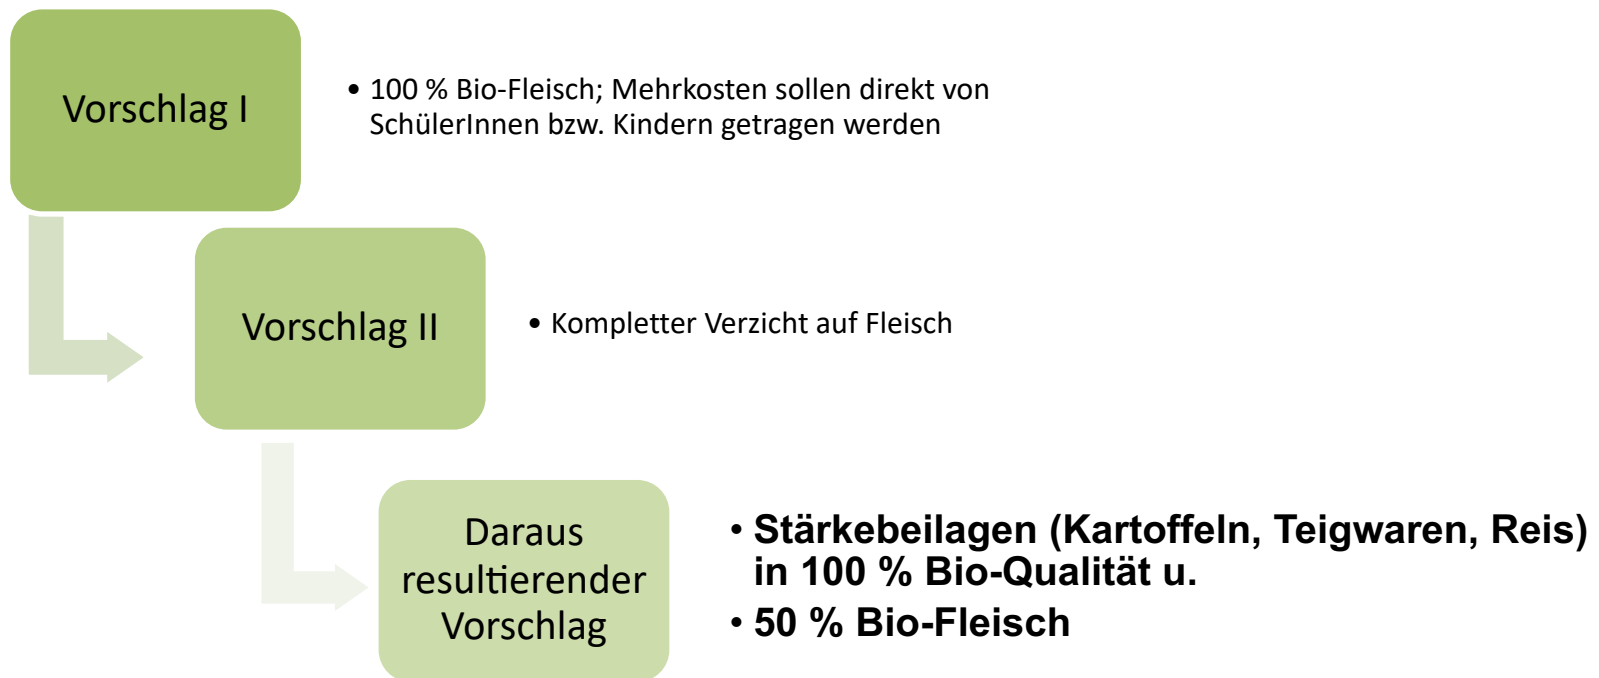 Vorschlag I
• 100 % Bio-Fleisch; Mehrkosten sollen direkt von
SchülerInnen bzw. Kindern getragen werden
Vorschlag II
• Kompletter Verzicht auf Fleisch
Daraus
resultierender
Vorschlag
• Stärkebeilagen (Kartoffeln, Teigwaren, Reis)
in 100 % Bio-Qualität u.
• 50 % Bio-Fleisch